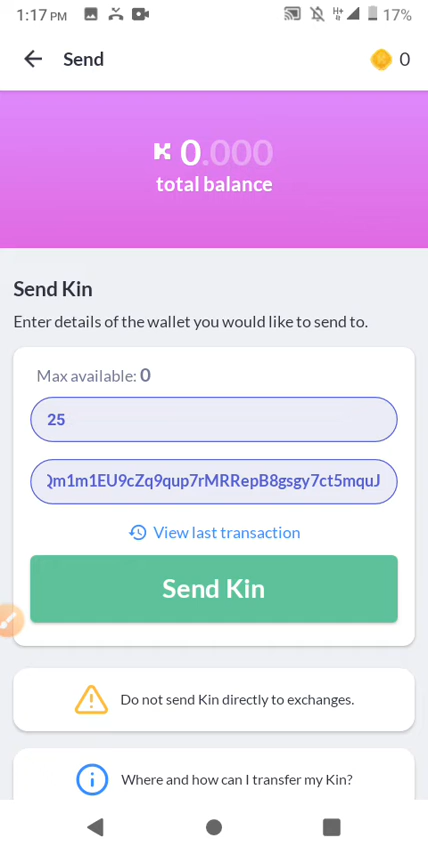 1:17 PM H+ 17%
Send 0
K 0.000
total balance
Send Kin
Enter details of the wallet you would like to send to.
Max available: 0
25
Qm1m1EU9cZq9qup7rMRRepB8gsgy7ct5mquJ
View last transaction
Send Kin
Do not send Kin directly to exchanges.
Where and how can I transfer my Kin?